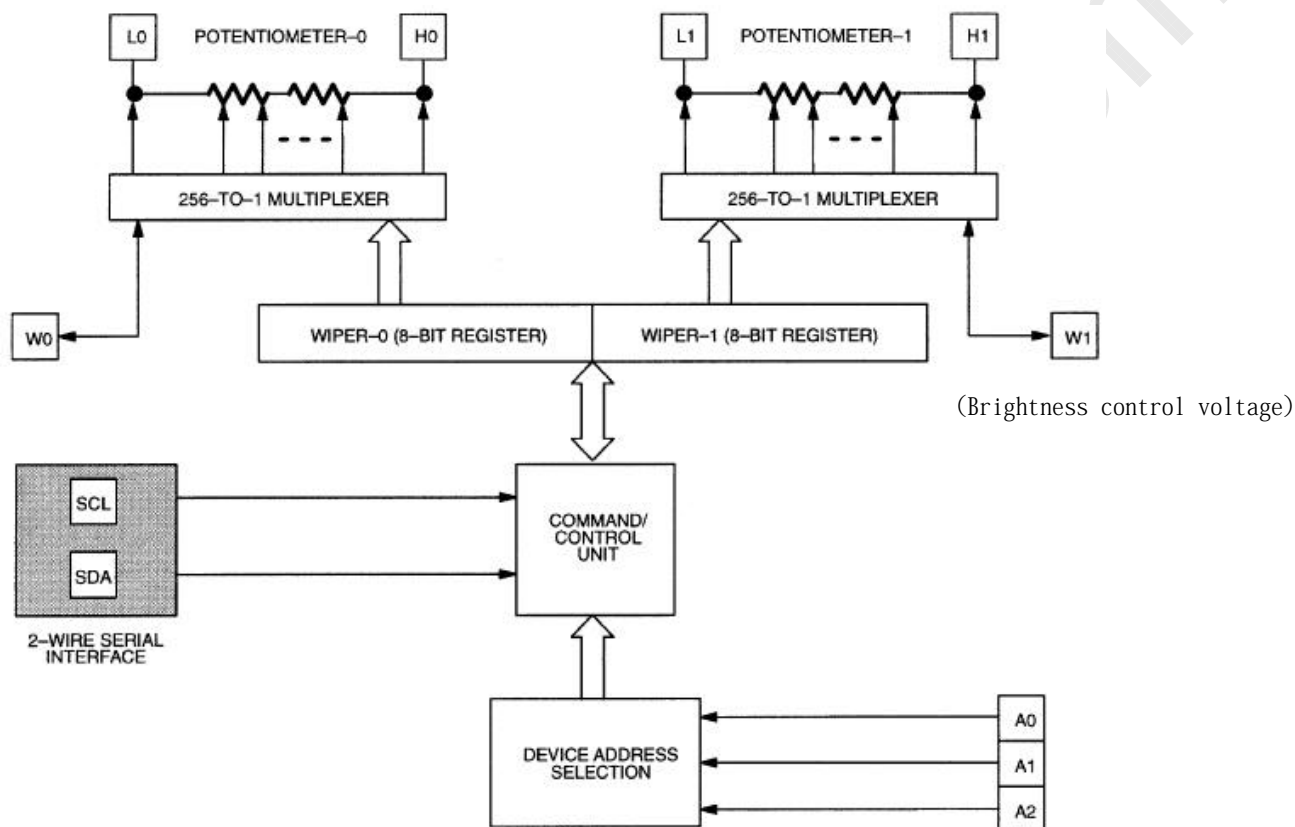 L0 POTENTIOMETER–0 H0
L1 POTENTIOMETER–1 H1
256–TO–1 MULTIPLEXER
256–TO–1 MULTIPLEXER
W0
WIPER–0 (8–BIT REGISTER)
WIPER–1 (8–BIT REGISTER)
W1
(Brightness control voltage)
SCL
SDA
2–WIRE SERIAL
INTERFACE
COMMAND/
CONTROL
UNIT
DEVICE ADDRESS
SELECTION
A0
A1
A2